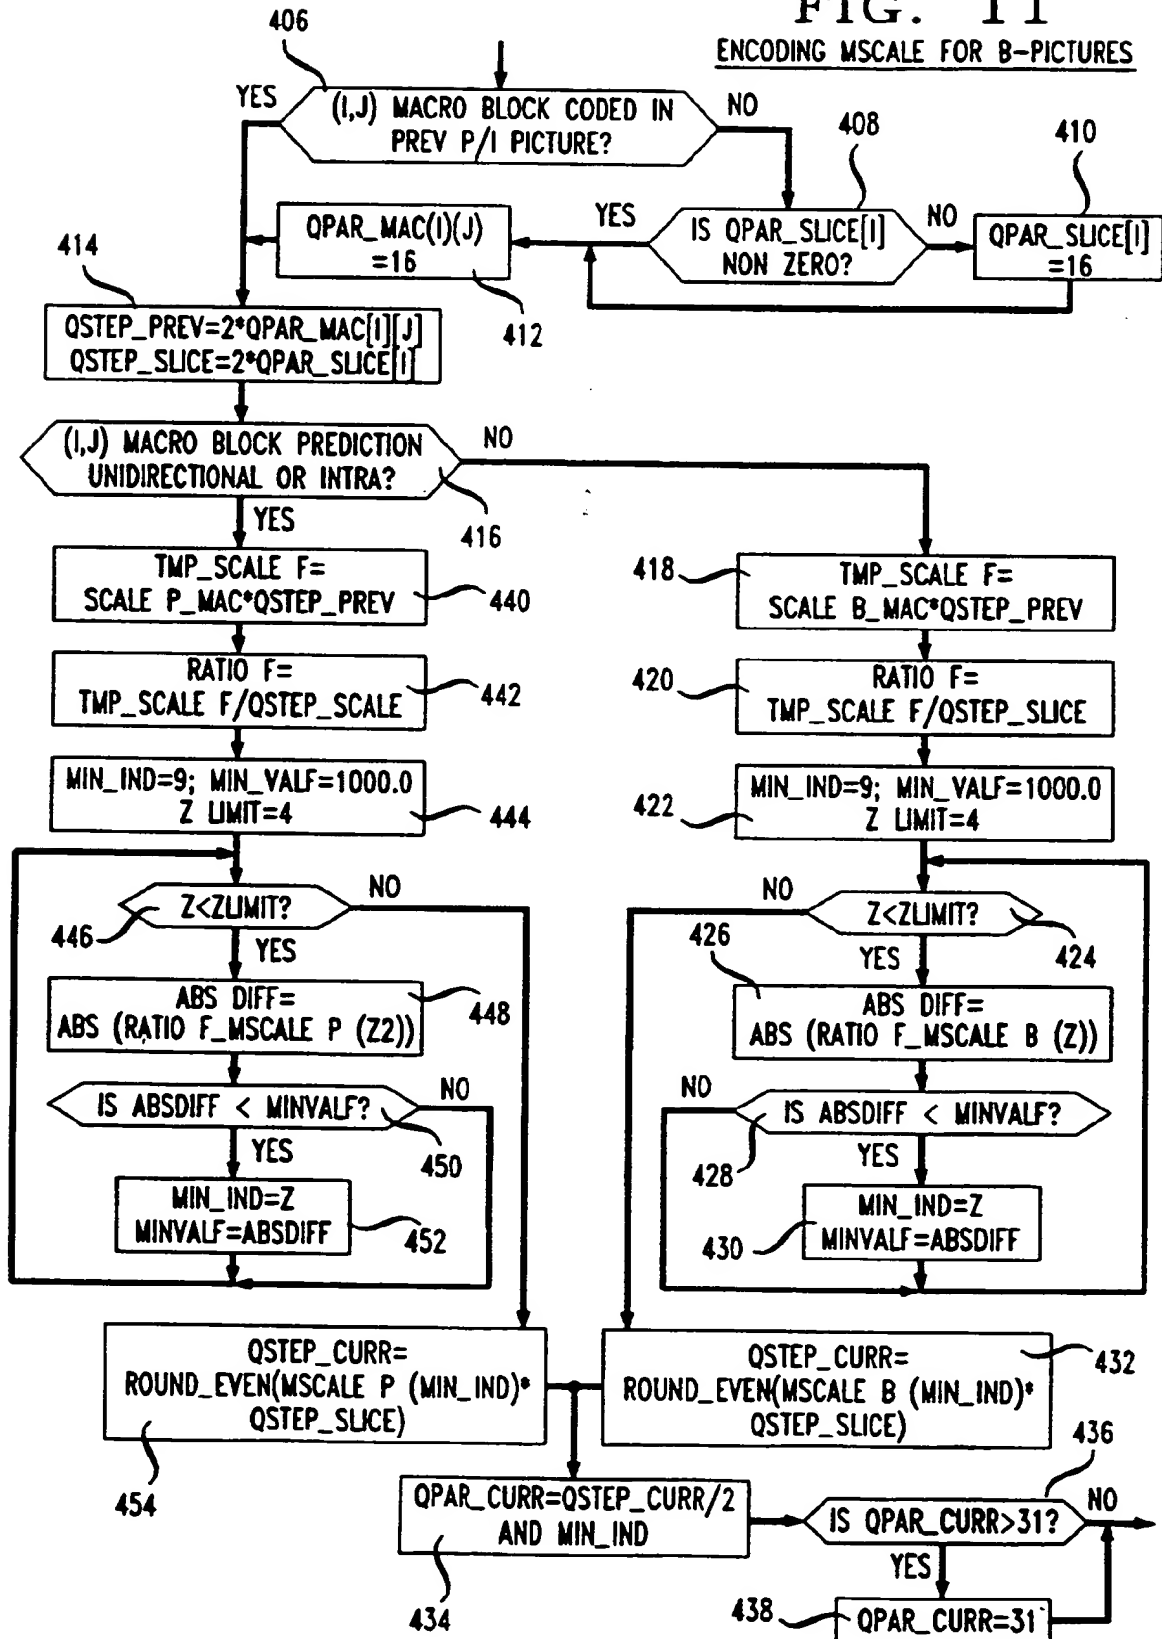 FIG. 11
ENCODING MSCALE FOR B-PICTURES
406
YES
(I,J) MACRO BLOCK CODED IN
PREV P/I PICTURE?
NO
408
410
YES
IS QPAR_SLICE[I]
NON ZERO?
NO
QPAR_SLICE[I]
=16
QPAR_MAC(I)(J)
=16
412
414
QSTEP_PREV=2*QPAR_MAC[I][J]
QSTEP_SLICE=2*QPAR_SLICE[I]
(I,J) MACRO BLOCK PREDICTION
UNIDIRECTIONAL OR INTRA?
NO
416
YES
TMP_SCALE F=
SCALE P_MAC*QSTEP_PREV
440
418
TMP_SCALE F=
SCALE B_MAC*QSTEP_PREV
RATIO F=
TMP_SCALE F/QSTEP_SCALE
442
420
RATIO F=
TMP_SCALE F/QSTEP_SLICE
MIN_IND=9; MIN_VALF=1000.0
Z LIMIT=4
444
422
MIN_IND=9; MIN_VALF=1000.0
Z LIMIT=4
Z<ZLIMIT?
NO
446
YES
NO
Z<ZLIMIT?
424
426
YES
ABS DIFF=
ABS (RATIO F_MSCALE P (Z2))
448
ABS DIFF=
ABS (RATIO F_MSCALE B (Z))
IS ABSDIFF < MINVALF?
NO
450
YES
NO
IS ABSDIFF < MINVALF?
428
YES
MIN_IND=Z
MINVALF=ABSDIFF
452
MIN_IND=Z
MINVALF=ABSDIFF
430
QSTEP_CURR=
ROUND_EVEN(MSCALE P (MIN_IND)*
QSTEP_SLICE)
454
QSTEP_CURR=
ROUND_EVEN(MSCALE B (MIN_IND)*
QSTEP_SLICE)
432
QPAR_CURR=QSTEP_CURR/2
AND MIN_IND
434
436
IS QPAR_CURR>31?
NO
YES
438
QPAR_CURR=31